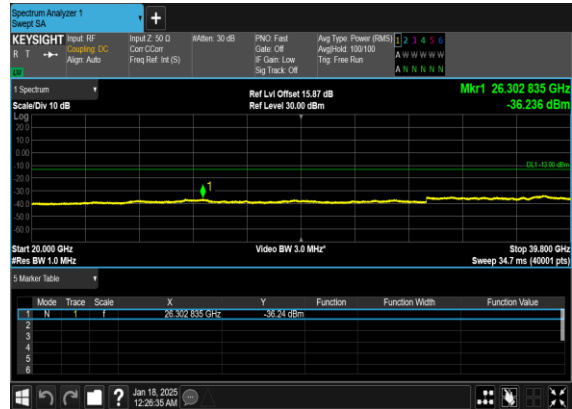 Spectrum Analyzer 1
Swept SA
+
KEYSIGHT Input: RF Input Z: 50 Ω #Atten: 30 dB PNO: Fast Avg Type: Power (RMS) 1 2 3 4 5 6
R T Coupling: DC Corr CCorr Gate: Off Avg|Hold: 100/100 A W W W W W
Align: Auto Freq Ref: Int (S) IF Gain: Low Trig: Free Run
Sig Track: Off A N N N N N
1 Spectrum
Ref Lvl Offset 15.87 dB Mkr1 26.302 835 GHz
Scale/Div 10 dB Ref Level 30.00 dBm -36.236 dBm
Log
20.0
10.0
0.00
-10.0
DL1 -13.00 dBm
-20.0
-30.0
1
-40.0
-50.0
-60.0
Start 20.000 GHz Video BW 3.0 MHz* Stop 39.800 GHz
#Res BW 1.0 MHz Sweep 34.7 ms (40001 pts)
5 Marker Table
Mode Trace Scale X Y Function Function Width Function Value
1 N 1 f 26.302 835 GHz -36.24 dBm
2
3
4
5
6
? Jan 18, 2025
12:26:35 AM